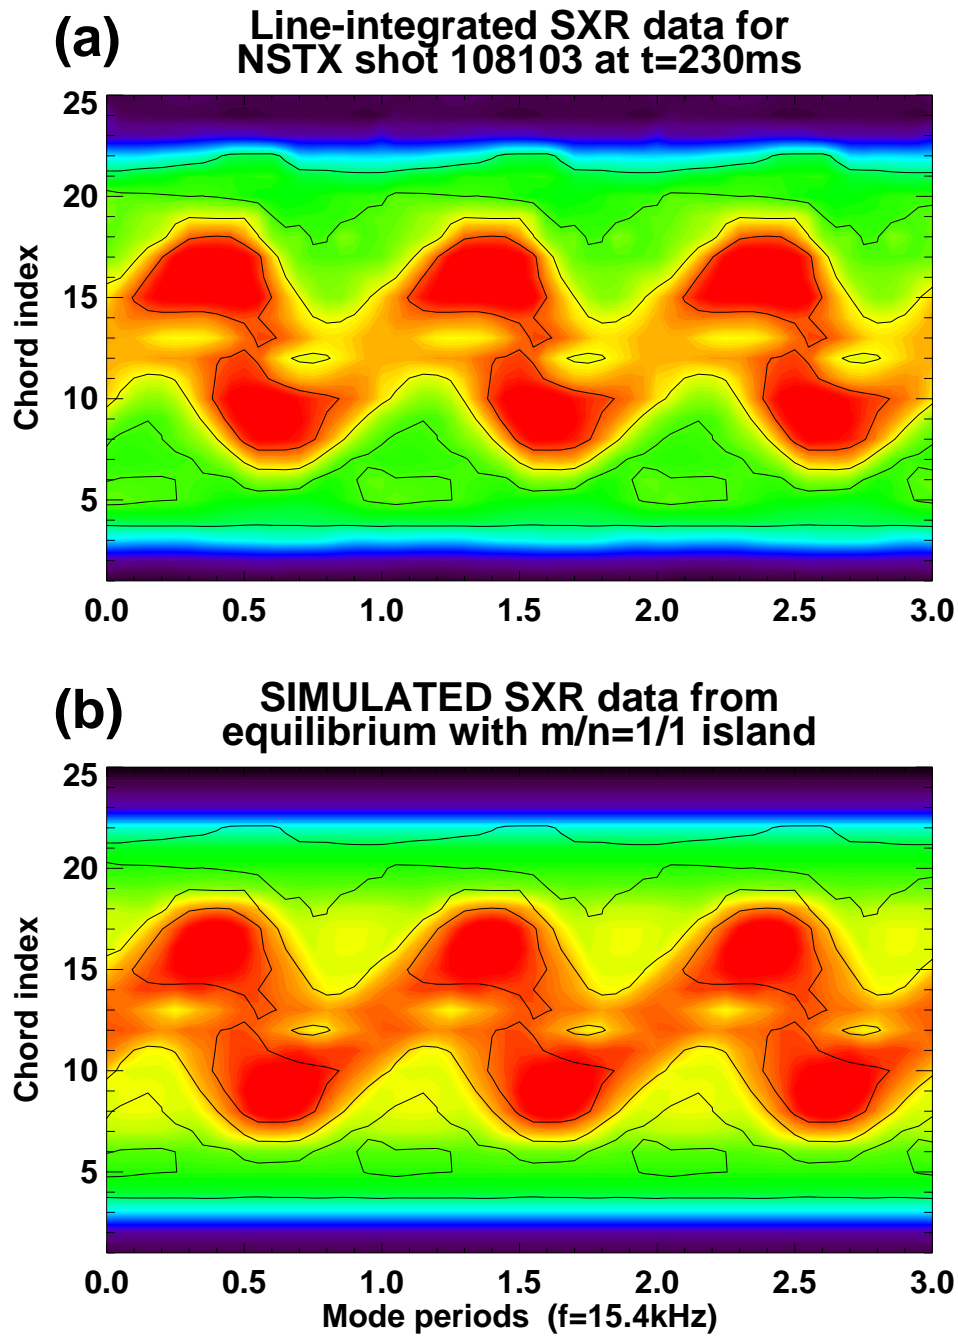 (a)
Line-integrated SXR data for
NSTX shot 108103 at t=230ms
25
20
15
10
5
Chord index
0.0 0.5 1.0 1.5 2.0 2.5 3.0
(b)
SIMULATED SXR data from
equilibrium with m/n=1/1 island
25
20
15
10
5
Chord index
0.0 0.5 1.0 1.5 2.0 2.5 3.0
Mode periods (f=15.4kHz)